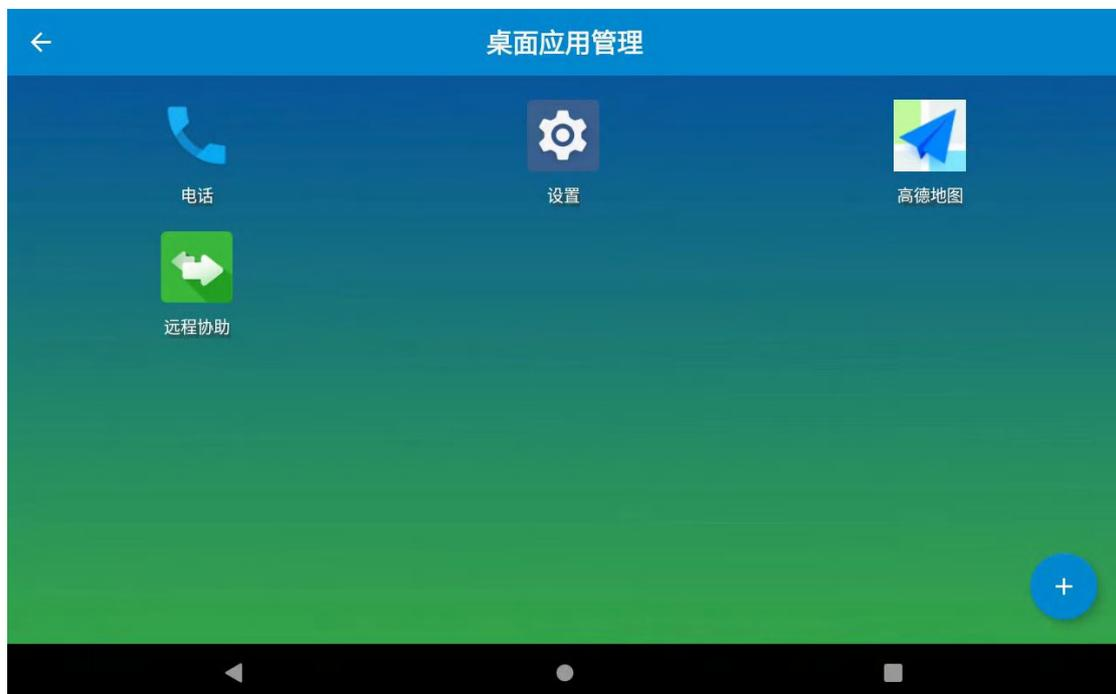 桌面应用管理
电话
设置
高德地图
远程协助